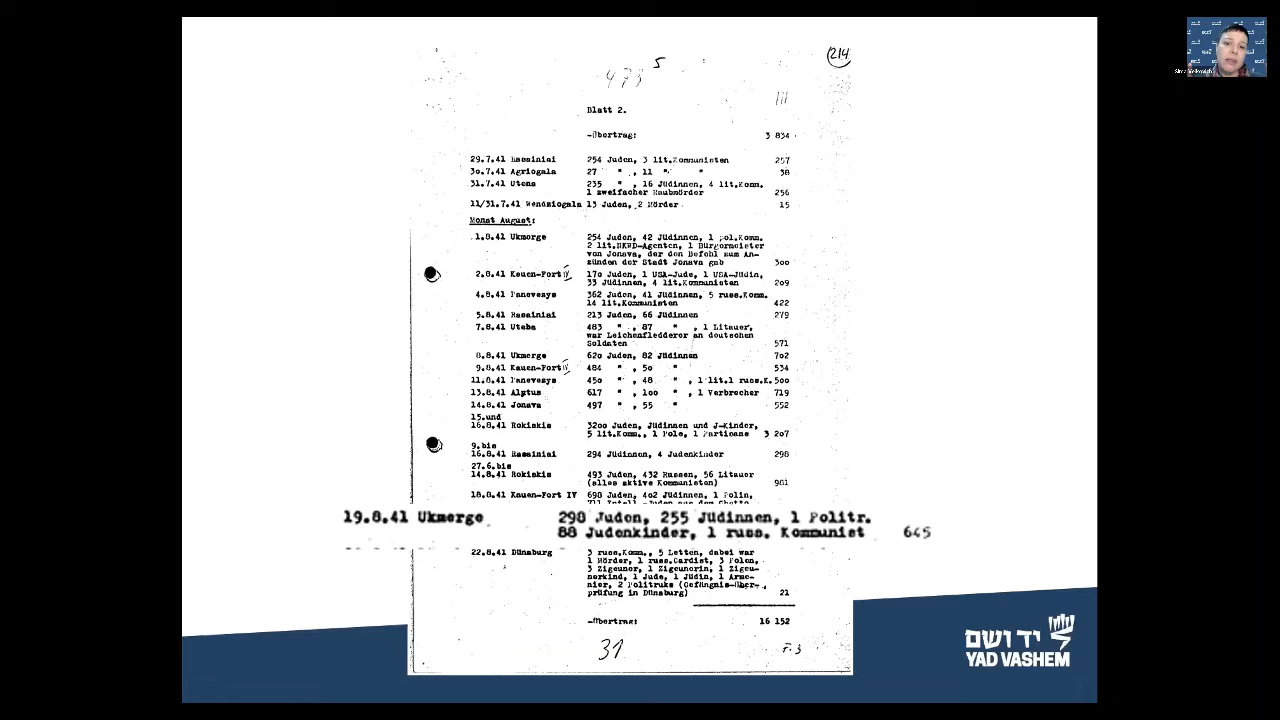 214
5
473
III
Blatt 2.
-Übertrag: 3 834
29.7.41 Rasainiai 254 Juden, 3 lit.Kommunisten 257
30.7.41 Agriogala 27 " , 11 " " 38
31.7.41 Utena 235 " , 16 Jüdinnen, 4 lit.Komm.
1 zweifacher Raubmörder 256
11/31.7.41 Wendziogala 13 Juden, 2 Mörder 15
Monat August:
1.8.41 Ukmerge 254 Juden, 42 Jüdinnen, 1 pol.Komm.
2 lit.NKWD-Agenten, 1 Bürgermeister
von Jonava, der den Befehl zum An-
zünden der Stadt Jonava gab 300
2.8.41 Kauen-Fort IV 170 Juden, 1 USA-Jude, 1 USA-Jüdin,
33 Jüdinnen, 4 lit.Kommunisten 209
4.8.41 Panevesys 362 Juden, 41 Jüdinnen, 5 russ.Komm.
14 lit.Kommunisten 422
5.8.41 Rasainiai 213 Juden, 66 Jüdinnen 279
7.8.41 Uteba 483 " , 87 " , 1 Litauer,
war Leichenfledderer an deutschen
Soldaten 571
8.8.41 Ukmerge 620 Juden, 82 Jüdinnen 702
9.8.41 Kauen-Fort IV 484 " , 50 " 534
11.8.41 Panevesys 450 " , 48 " , 1 lit.1 russ.K. 500
13.8.41 Alytus 617 " , 100 " , 1 Verbrecher 719
14.8.41 Jonava 497 " , 55 " 552
15.und
16.8.41 Rokiskis 3200 Juden, Jüdinnen und J-Kinder,
5 lit.Komm., 1 Pole, 1 Partisane 3 207
9.bis
16.8.41 Rasainiai 294 Jüdinnen, 4 Judenkinder 298
27.6.bis
14.8.41 Rokiskis 493 Juden, 432 Russen, 56 Litauer
(alles aktive Kommunisten) 981
18.8.41 Kauen-Fort IV 698 Juden, 402 Jüdinnen, 1 Polin,
711 Intell.-Juden aus dem Ghetto
19.8.41 Ukmerge 298 Juden, 255 Jüdinnen, 1 Politr.
88 Judenkinder, 1 russ. Kommunist 645
22.8.41 Dünaburg 3 russ.Komm., 5 Letten, dabei war
1 Mörder, 1 russ.Gardist, 3 Polen,
3 Zigeuner, 1 Zigeunerin, 1 Zigeu-
nerkind, 1 Jude, 1 Jüdin, 1 Arme-
nier, 2 Politruks (Gefängnis-Über-
prüfung in Dünaburg) 21
-Übertrag: 16 152
31
F.3
יד ושם
YAD VASHEM